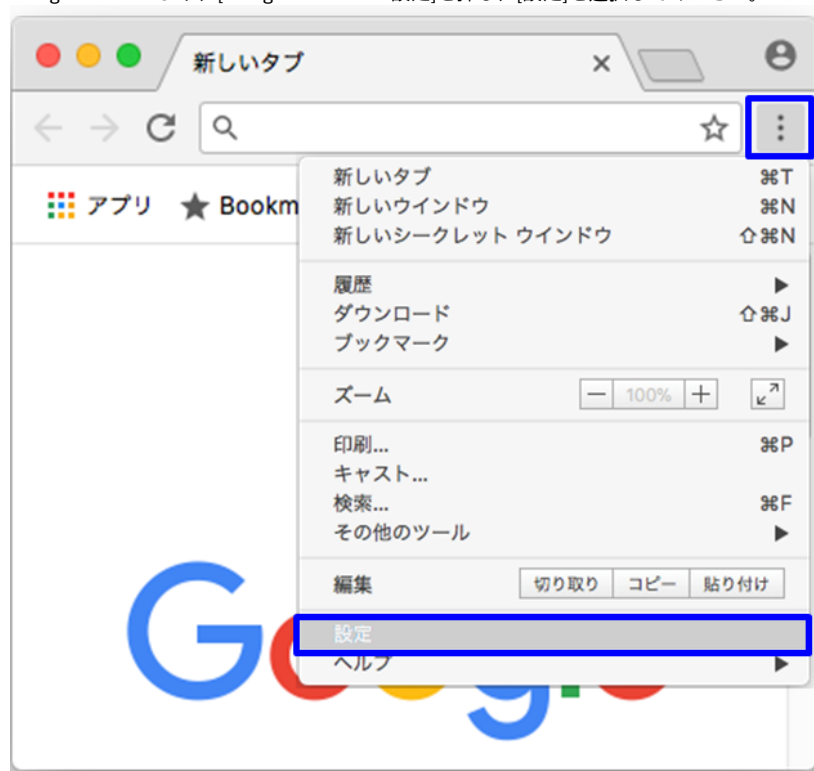 新しいタブ
アプリ Bookm
新しいタブ ⌘T
新しいウインドウ ⌘N
新しいシークレット ウインドウ ⇧⌘N
履歴
ダウンロード ⇧⌘J
ブックマーク
ズーム － 100% ＋
印刷... ⌘P
キャスト...
検索... ⌘F
その他のツール
編集 切り取り コピー 貼り付け
設定
ヘルプ